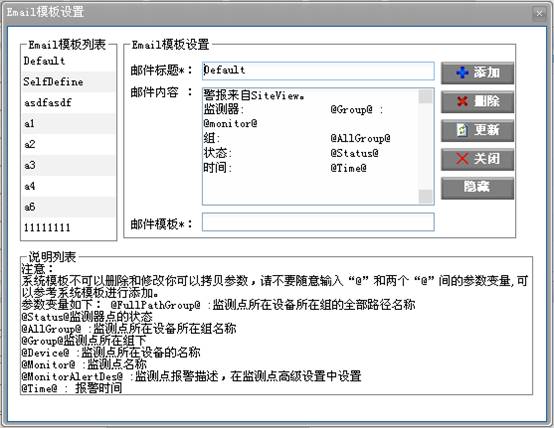 Email模板设置
Email模板列表
Default
SelfDefine
asdfasdf
a1
a2
a3
a4
a6
11111111
Email模板设置
邮件标题*: Default
邮件内容 :
警报来自SiteView。
监测器: @Group@ :
@monitor@
组: @AllGroup@
状态: @Status@
时间: @Time@
邮件模板*:
添加
删除
更新
关闭
隐藏
说明列表
注意:
系统模板不可以删除和修改你可以拷贝参数，请不要随意输入“@”和两个“@”间的参数变量,可
以参考系统模板进行添加。
参数变量如下: @FullPathGroup@ :监测点所在设备所在组的全部路径名称
@Status@监测器点的状态
@AllGroup@ :监测点所在设备所在组名称
@Group@监测点所在组下
@Device@ :监测点所在设备的名称
@Monitor@ :监测点名称
@MonitorAlertDes@ :监测点报警描述，在监测点高级设置中设置
@Time@ : 报警时间